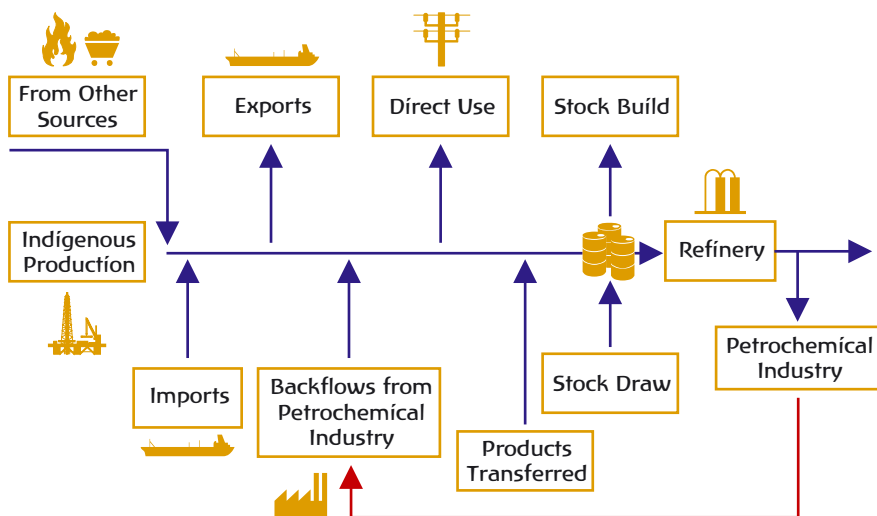 From Other
Sources
Exports
Direct Use
Stock Build
Indigenous
Production
Refinery
Imports
Backflows from
Petrochemical
Industry
Products
Transferred
Stock Draw
Petrochemical
Industry